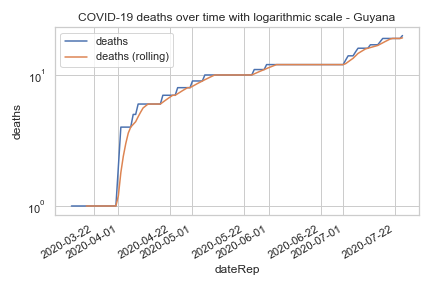 COVID-19 deaths over time with logarithmic scale - Guyana
deaths
deaths (rolling)
10¹
10⁰
deaths
2020-03-22
2020-04-01
2020-04-22
2020-05-01
2020-05-22
2020-06-01
2020-06-22
2020-07-01
2020-07-22
dateRep